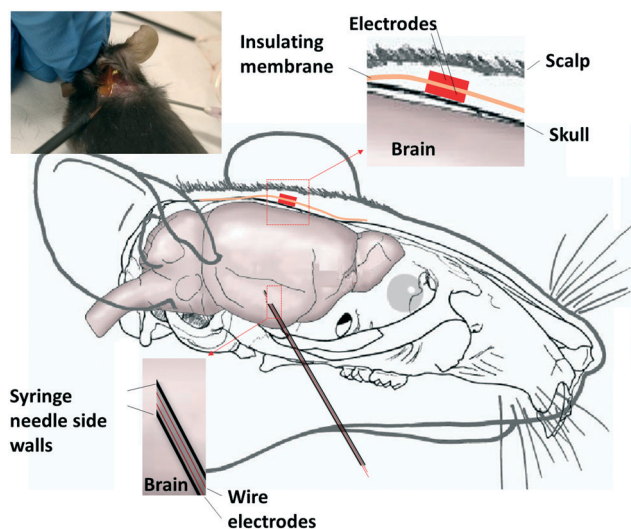 Electrodes
Insulating
membrane
Scalp
Skull
Brain
Syringe
needle side
walls
Brain
Wire
electrodes